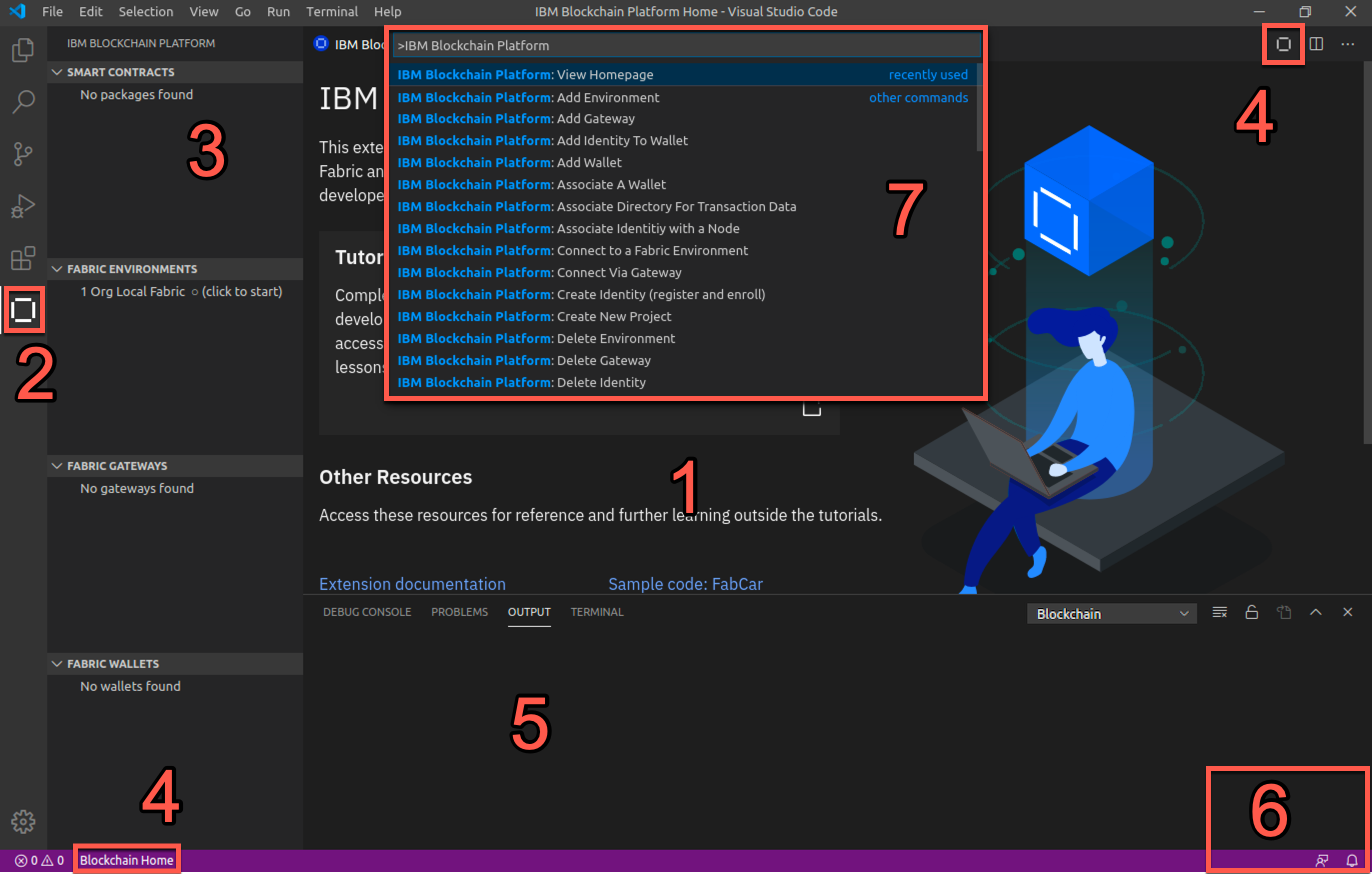 File Edit Selection View Go Run Terminal Help
IBM Blockchain Platform Home - Visual Studio Code
IBM BLOCKCHAIN PLATFORM
SMART CONTRACTS
No packages found
3
FABRIC ENVIRONMENTS
1 Org Local Fabric ○ (click to start)
2
FABRIC GATEWAYS
No gateways found
FABRIC WALLETS
No wallets found
4
IBM Bloc
>IBM Blockchain Platform
IBM Blockchain Platform: View Homepage recently used
IBM Blockchain Platform: Add Environment other commands
IBM Blockchain Platform: Add Gateway
IBM Blockchain Platform: Add Identity To Wallet
IBM Blockchain Platform: Add Wallet
IBM Blockchain Platform: Associate A Wallet
IBM Blockchain Platform: Associate Directory For Transaction Data
IBM Blockchain Platform: Associate Identitiy with a Node
IBM Blockchain Platform: Connect to a Fabric Environment
IBM Blockchain Platform: Connect Via Gateway
IBM Blockchain Platform: Create Identity (register and enroll)
IBM Blockchain Platform: Create New Project
IBM Blockchain Platform: Delete Environment
IBM Blockchain Platform: Delete Gateway
IBM Blockchain Platform: Delete Identity
7
4
IBM
This exte
Fabric an
develope
Tutor
Comple
develo
access
lessons
1
Other Resources
Access these resources for reference and further learning outside the tutorials.
Extension documentation Sample code: FabCar
DEBUG CONSOLE PROBLEMS OUTPUT TERMINAL
Blockchain
5
6
0 0 Blockchain Home